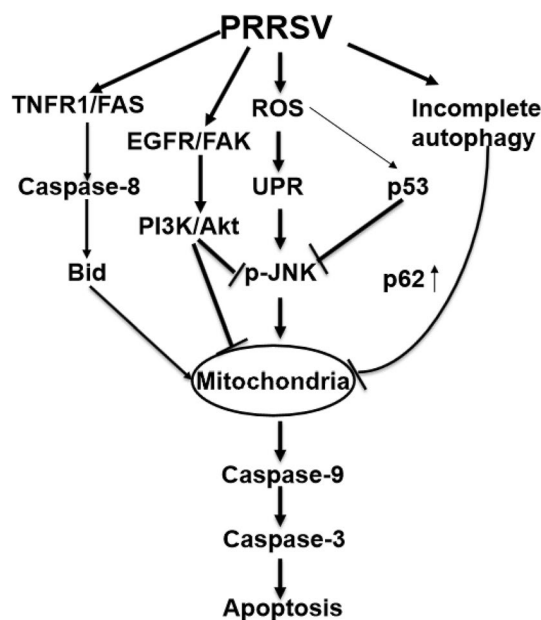 PRRSV
TNFR1/FAS
ROS
Incomplete
autophagy
EGFR/FAK
Caspase-8
UPR
p53
PI3K/Akt
Bid
p-JNK
p62
Mitochondria
Caspase-9
Caspase-3
Apoptosis